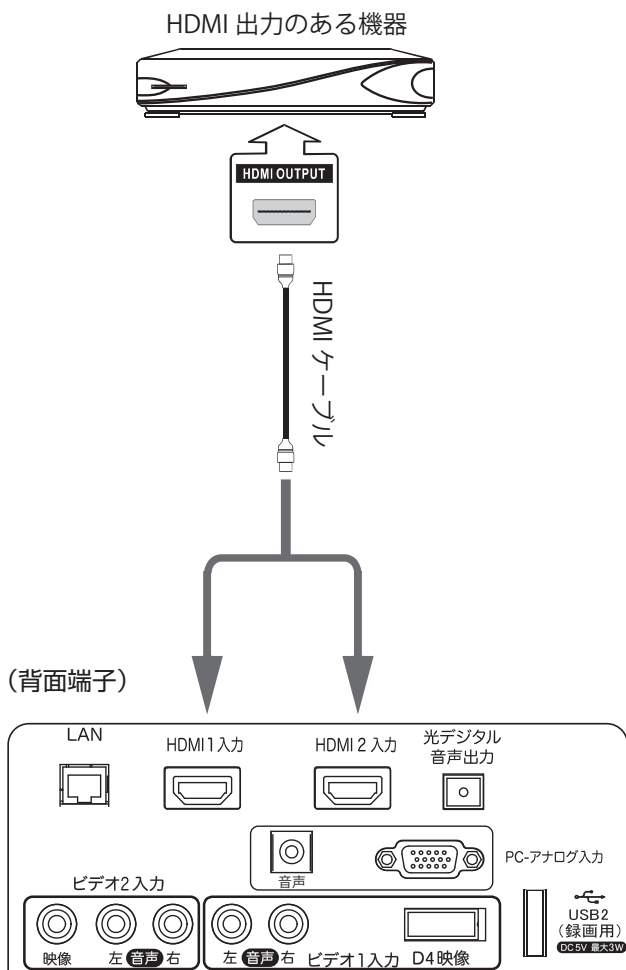 HDMI 出力のある機器
HDMI OUTPUT
HDMI ケーブル
（背面端子）
LAN
HDMI1入力
HDMI 2 入力
光デジタル
音声出力
音声
PC-アナログ入力
ビデオ2入力
映像
左 音声 右
左 音声 右
ビデオ1入力
D4映像
USB2
（録画用）
DC5V 最大3W